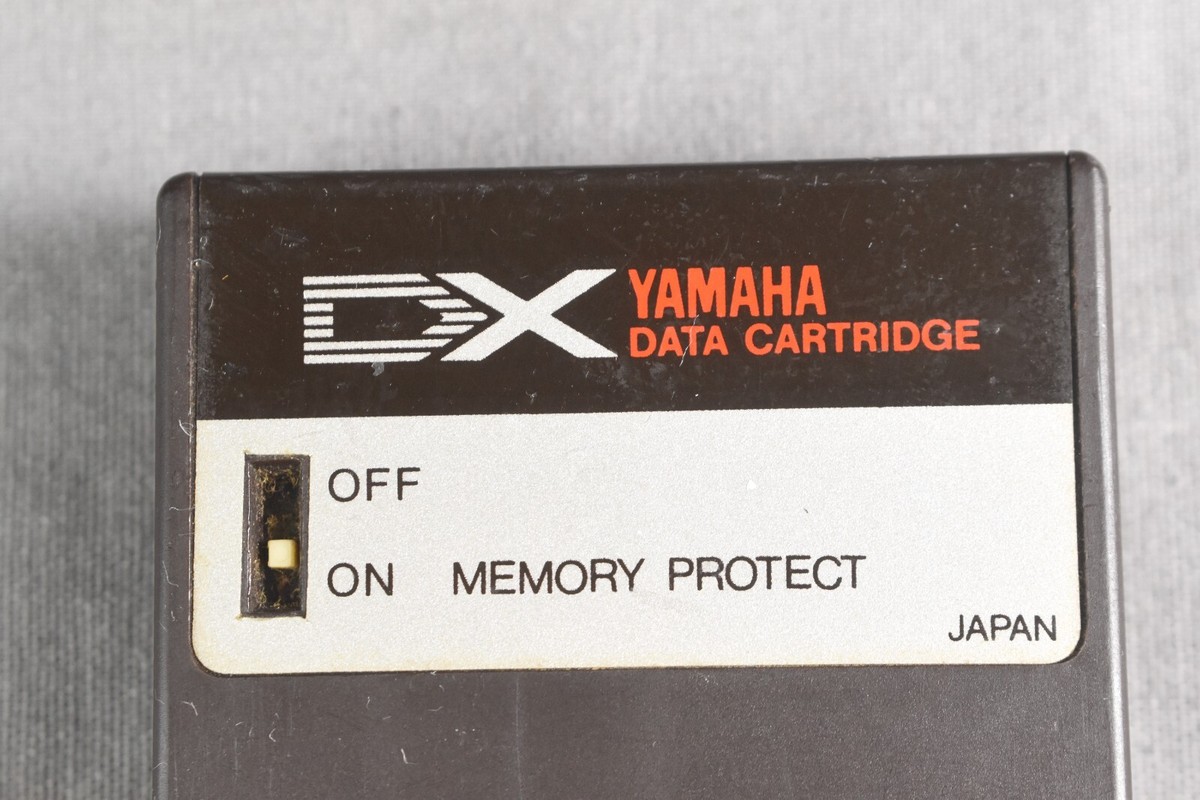 DX YAMAHA
DATA CARTRIDGE
OFF
ON MEMORY PROTECT
JAPAN